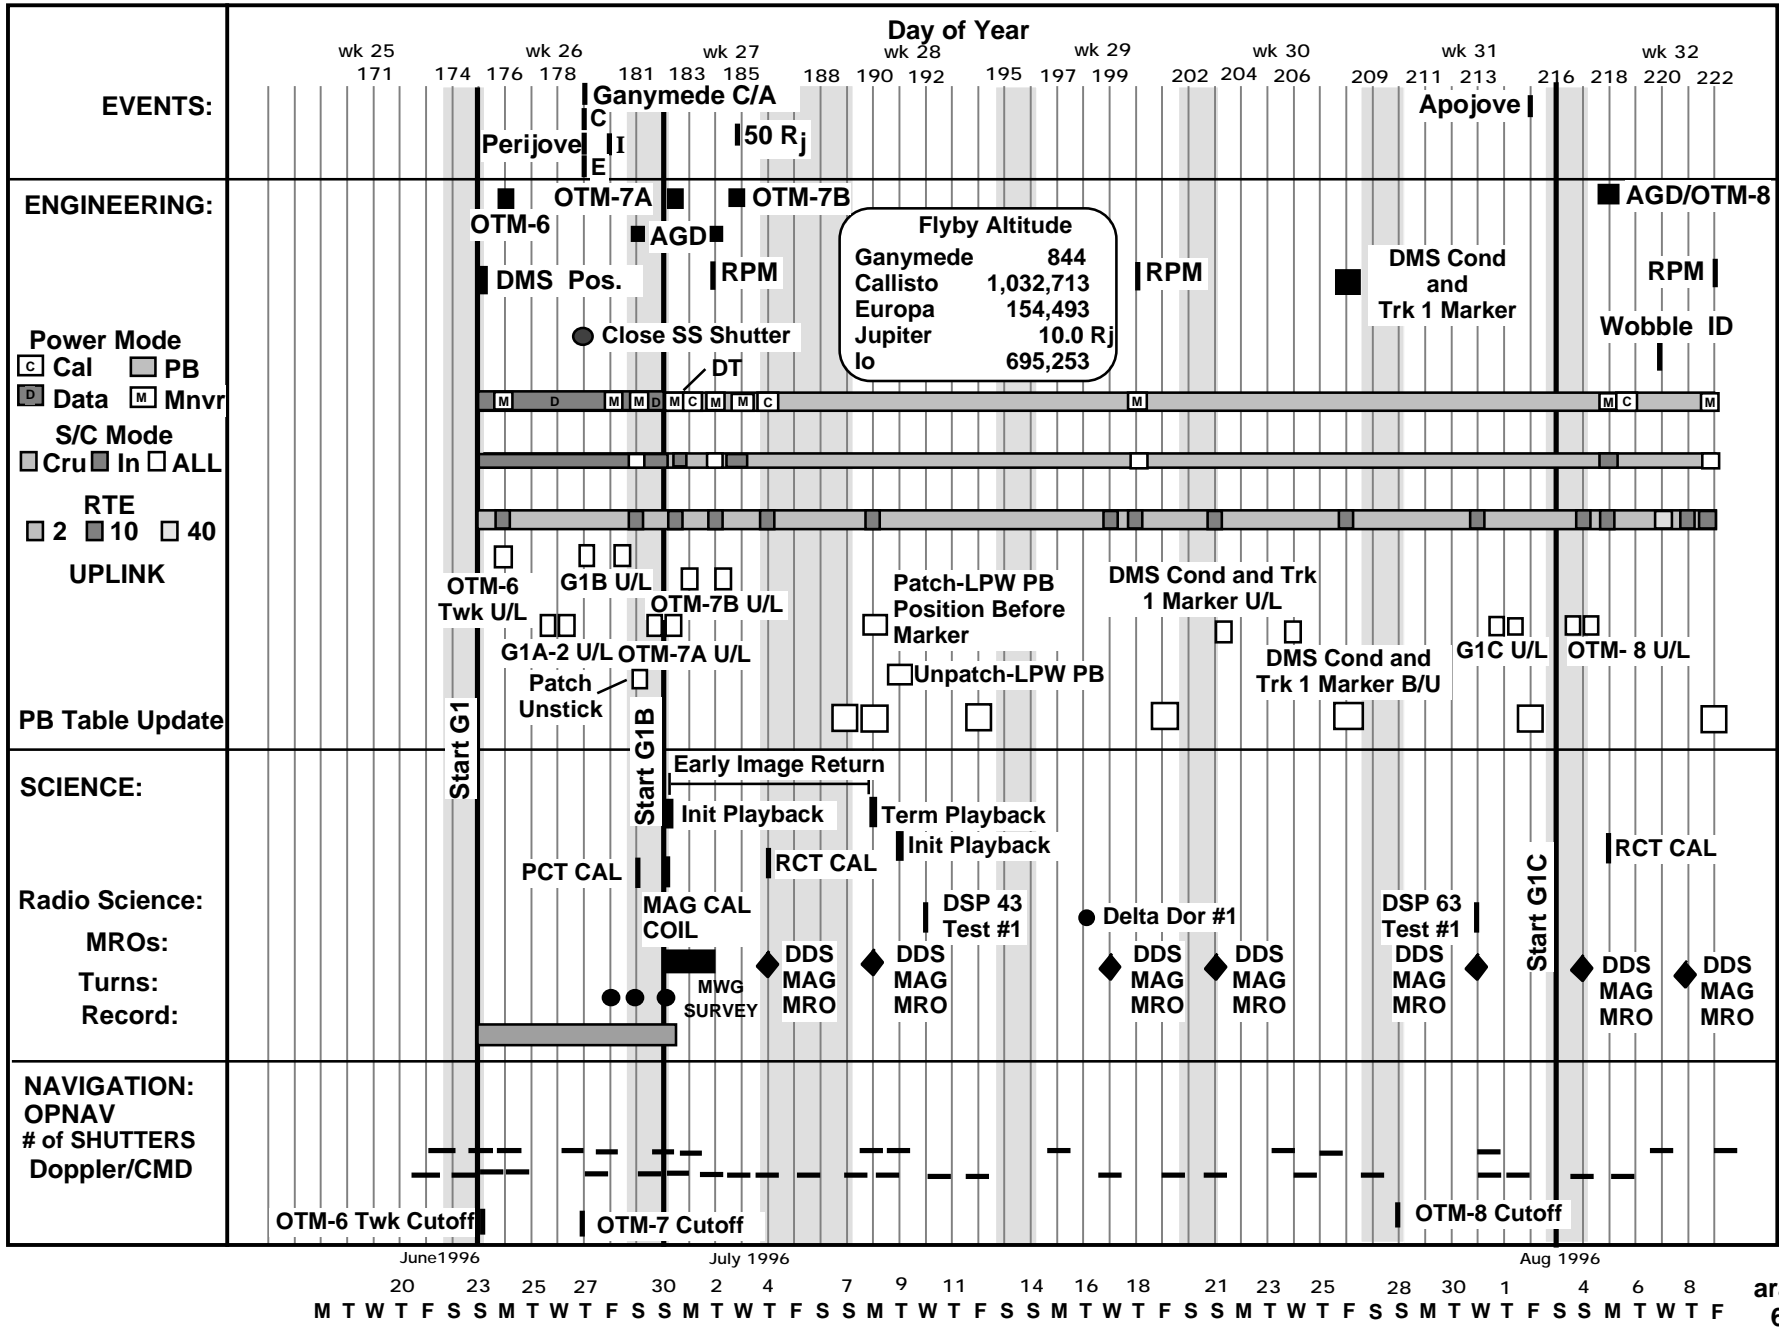 Day of Year
wk 25 wk 26 wk 27 wk 28 wk 29 wk 30 wk 31 wk 32
171 174 176 178 181 183 185 188 190 192 195 197 199 202 204 206 209 211 213 216 218 220 222
EVENTS:
Ganymede C/A
C
Perijove I
E
50 Rj
Apojove
ENGINEERING:
OTM-6
OTM-7A
OTM-7B
AGD/OTM-8
AGD
DMS Pos.
RPM
RPM
DMS Cond
and
Trk 1 Marker
RPM
Wobble ID
Close SS Shutter
DT
Flyby Altitude
Ganymede 844
Callisto 1,032,713
Europa 154,493
Jupiter 10.0 Rj
Io 695,253
Power Mode
C Cal PB
D Data M Mnvr
M D M M D M C M M C M M C M
S/C Mode
Cru In ALL
RTE
2 10 40
UPLINK
OTM-6
Twk U/L
G1B U/L
OTM-7B U/L
G1A-2 U/L
OTM-7A U/L
Patch
Unstick
Patch-LPW PB
Position Before
Marker
Unpatch-LPW PB
DMS Cond and Trk
1 Marker U/L
DMS Cond and
Trk 1 Marker B/U
G1C U/L
OTM- 8 U/L
PB Table Update
Start G1
Start G1B
Start G1C
SCIENCE:
Early Image Return
Init Playback
Term Playback
Init Playback
PCT CAL
RCT CAL
RCT CAL
MAG CAL
COIL
Radio Science:
DSP 43
Test #1
Delta Dor #1
DSP 63
Test #1
MROs:
DDS
MAG
MRO
DDS
MAG
MRO
DDS
MAG
MRO
DDS
MAG
MRO
DDS
MAG
MRO
DDS
MAG
MRO
DDS
MAG
MRO
Turns:
MWG
SURVEY
Record:
NAVIGATION:
OPNAV
# of SHUTTERS
Doppler/CMD
OTM-6 Twk Cutoff
OTM-7 Cutoff
OTM-8 Cutoff
June1996 July 1996 Aug 1996
20 23 25 27 30 2 4 7 9 11 14 16 18 21 23 25 28 30 1 4 6 8
M T W T F S S M T W T F S S M T W T F S S M T W T F S S M T W T F S S M T W T F S S M T W T F S S M T W T F
ar
6